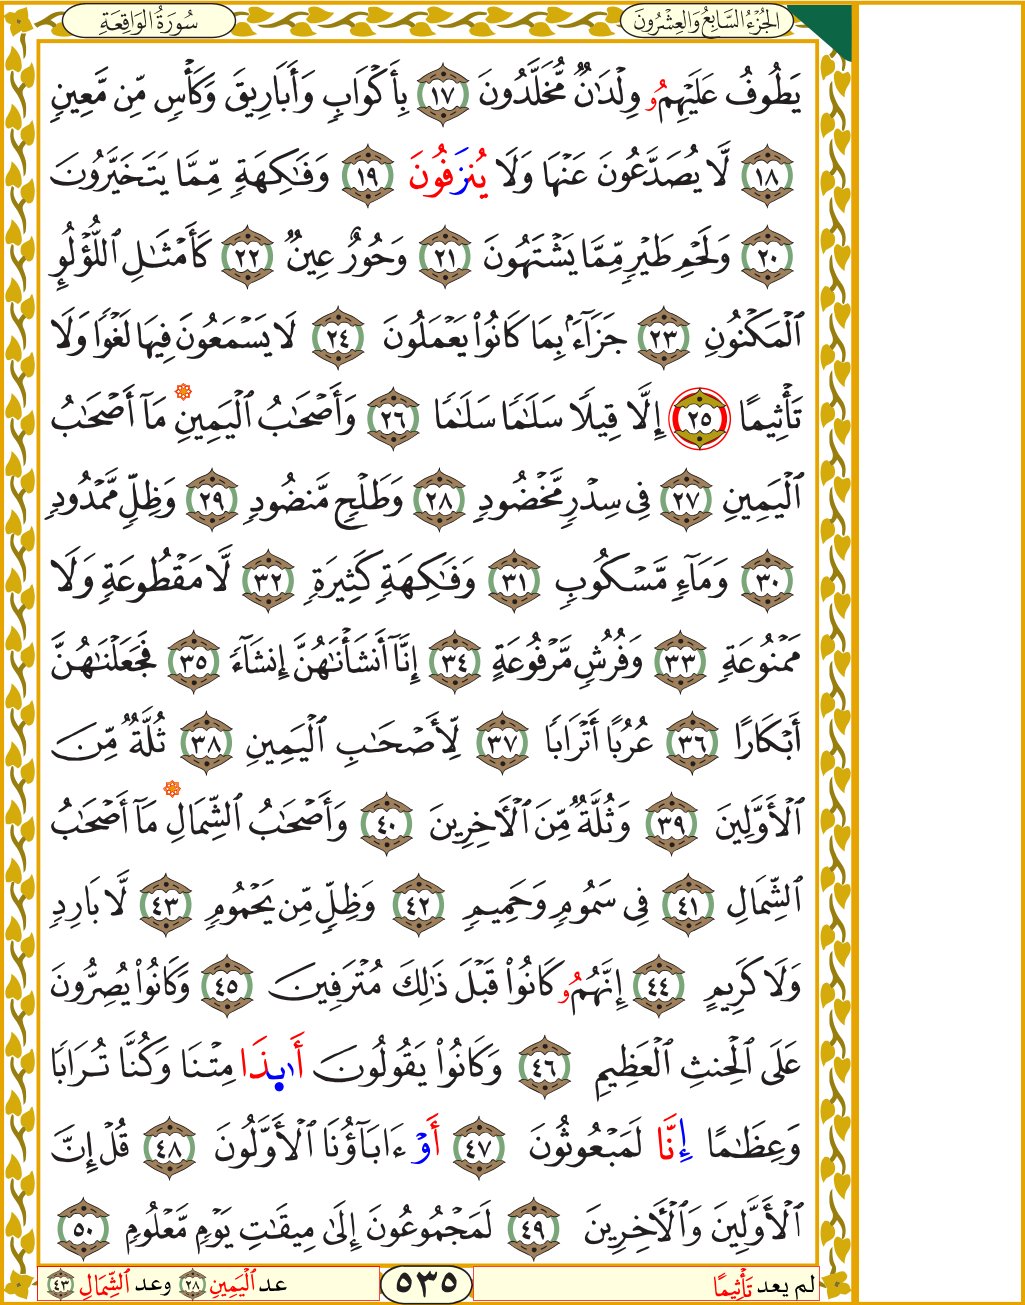 الجُزْءُ السَّابِعُ وَالعِشْرُونَ
سُورَةُ الوَاقِعَةِ
يَطُوفُ عَلَيْهِمُۥ وِلْدَٰنٌ مُّخَلَّدُونَ ١٧ بِأَكْوَابٍ وَأَبَارِيقَ وَكَأْسٍ مِّن مَّعِينٍ
١٨ لَّا يُصَدَّعُونَ عَنْهَا وَلَا يُنزَفُونَ ١٩ وَفَٰكِهَةٍ مِّمَّا يَتَخَيَّرُونَ
٢٠ وَلَحْمِ طَيْرٍ مِّمَّا يَشْتَهُونَ ٢١ وَحُورٌ عِينٌ ٢٢ كَأَمْثَٰلِ ٱللُّؤْلُوِٕ
ٱلْمَكْنُونِ ٢٣ جَزَآءَۢ بِمَا كَانُوا۟ يَعْمَلُونَ ٢٤ لَا يَسْمَعُونَ فِيهَا لَغْوًا وَلَا
تَأْثِيمًا ٢٥ إِلَّا قِيلًا سَلَٰمًا سَلَٰمًا ٢٦ وَأَصْحَٰبُ ٱلْيَمِينِ مَآ أَصْحَٰبُ
ٱلْيَمِينِ ٢٧ فِى سِدْرٍ مَّخْضُودٍ ٢٨ وَطَلْحٍ مَّنضُودٍ ٢٩ وَظِلٍّ مَّمْدُودٍ
٣٠ وَمَآءٍ مَّسْكُوبٍ ٣١ وَفَٰكِهَةٍ كَثِيرَةٍ ٣٢ لَّا مَقْطُوعَةٍ وَلَا
مَمْنُوعَةٍ ٣٣ وَفُرُشٍ مَّرْفُوعَةٍ ٣٤ إِنَّآ أَنشَأْنَٰهُنَّ إِنشَآءً ٣٥ فَجَعَلْنَٰهُنَّ
أَبْكَارًا ٣٦ عُرُبًا أَتْرَابًا ٣٧ لِّأَصْحَٰبِ ٱلْيَمِينِ ٣٨ ثُلَّةٌ مِّنَ
ٱلْأَوَّلِينَ ٣٩ وَثُلَّةٌ مِّنَ ٱلْأَخِرِينَ ٤٠ وَأَصْحَٰبُ ٱلشِّمَالِ مَآ أَصْحَٰبُ
ٱلشِّمَالِ ٤١ فِى سَمُومٍ وَحَمِيمٍ ٤٢ وَظِلٍّ مِّن يَحْمُومٍ ٤٣ لَّا بَارِدٍ
وَلَا كَرِيمٍ ٤٤ إِنَّهُمُۥ كَانُوا۟ قَبْلَ ذَٰلِكَ مُتْرَفِينَ ٤٥ وَكَانُوا۟ يُصِرُّونَ
عَلَى ٱلْحِنثِ ٱلْعَظِيمِ ٤٦ وَكَانُوا۟ يَقُولُونَ أَا۟ىِٕذَا مِتْنَا وَكُنَّا تُرَابًا
وَعِظَٰمًا إِنَّا لَمَبْعُوثُونَ ٤٧ أَوْ ءَابَآؤُنَا ٱلْأَوَّلُونَ ٤٨ قُلْ إِنَّ
ٱلْأَوَّلِينَ وَٱلْأَخِرِينَ ٤٩ لَمَجْمُوعُونَ إِلَىٰ مِيقَٰتِ يَوْمٍ مَّعْلُومٍ ٥٠
لم يعد تَأْثِيمًا
٥٣٥
عد ٱلْيَمِينِ ٢٨ وعد ٱلشِّمَالِ ٤٣